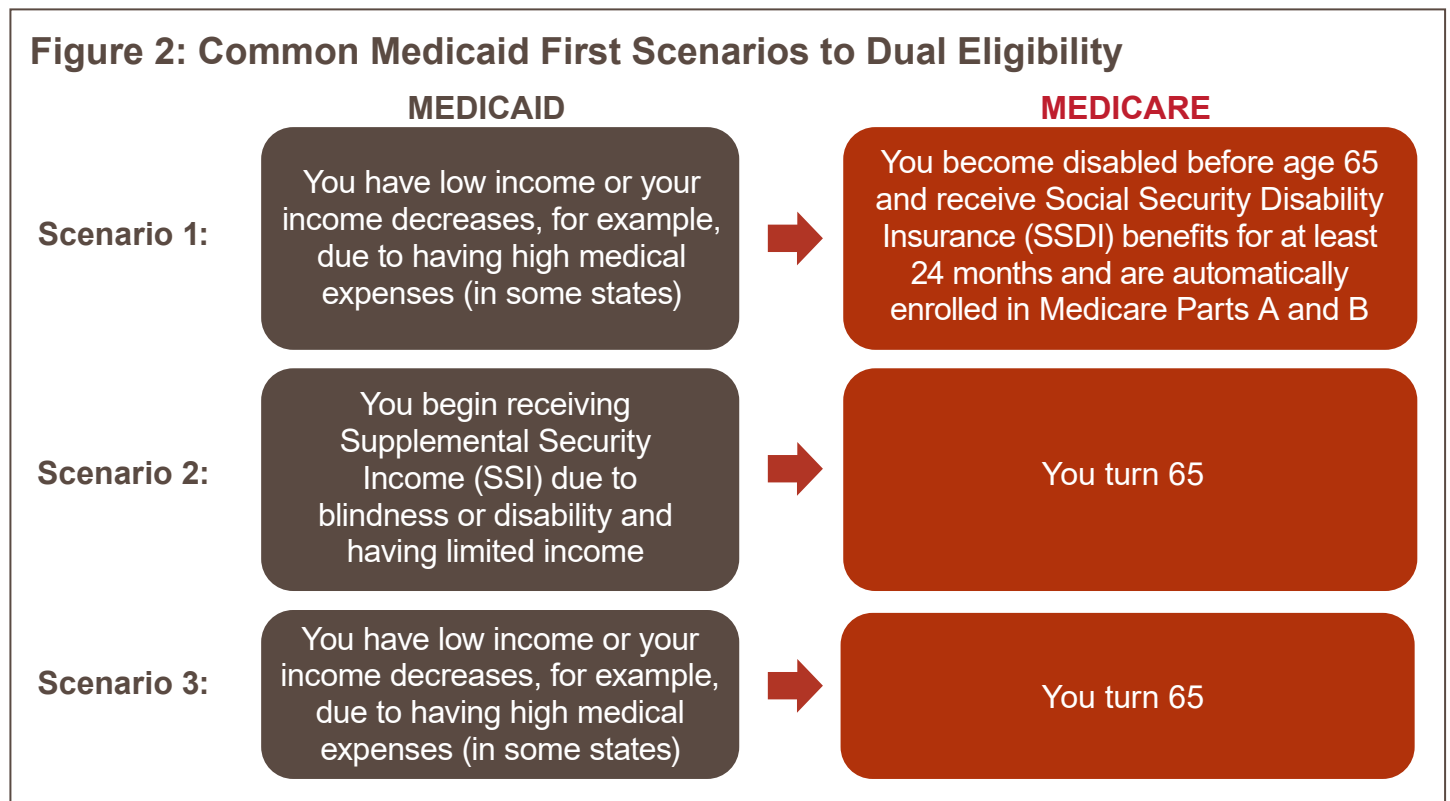 Figure 2: Common Medicaid First Scenarios to Dual Eligibility
MEDICAID
MEDICARE
Scenario 1:
You have low income or your
income decreases, for example,
due to having high medical
expenses (in some states)
You become disabled before age 65
and receive Social Security Disability
Insurance (SSDI) benefits for at least
24 months and are automatically
enrolled in Medicare Parts A and B
Scenario 2:
You begin receiving
Supplemental Security
Income (SSI) due to
blindness or disability and
having limited income
You turn 65
Scenario 3:
You have low income or your
income decreases, for example,
due to having high medical
expenses (in some states)
You turn 65